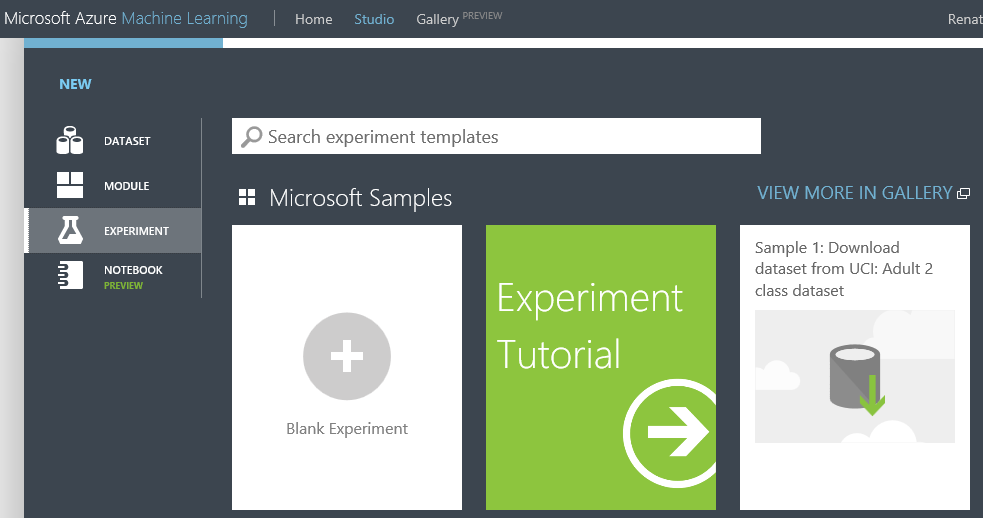 Microsoft Azure Machine Learning | Home Studio Gallery PREVIEW Renat
NEW
DATASET
MODULE
EXPERIMENT
NOTEBOOK
PREVIEW
Search experiment templates
Microsoft Samples
VIEW MORE IN GALLERY
Blank Experiment
Experiment
Tutorial
Sample 1: Download
dataset from UCI: Adult 2
class dataset